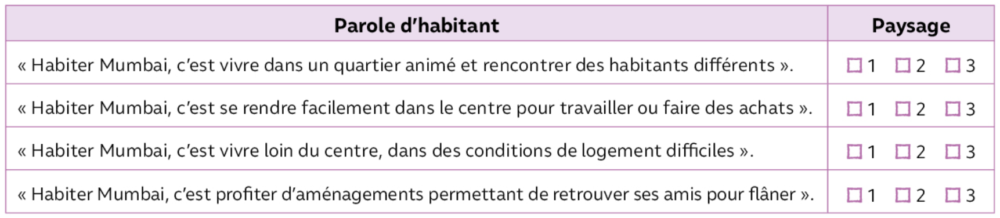 Parole d’habitant Paysage
« Habiter Mumbai, c’est vivre dans un quartier animé et rencontrer des habitants différents ». 1 2 3
« Habiter Mumbai, c’est se rendre facilement dans le centre pour travailler ou faire des achats ». 1 2 3
« Habiter Mumbai, c’est vivre loin du centre, dans des conditions de logement difficiles ». 1 2 3
« Habiter Mumbai, c’est profiter d’aménagements permettant de retrouver ses amis pour flâner ». 1 2 3